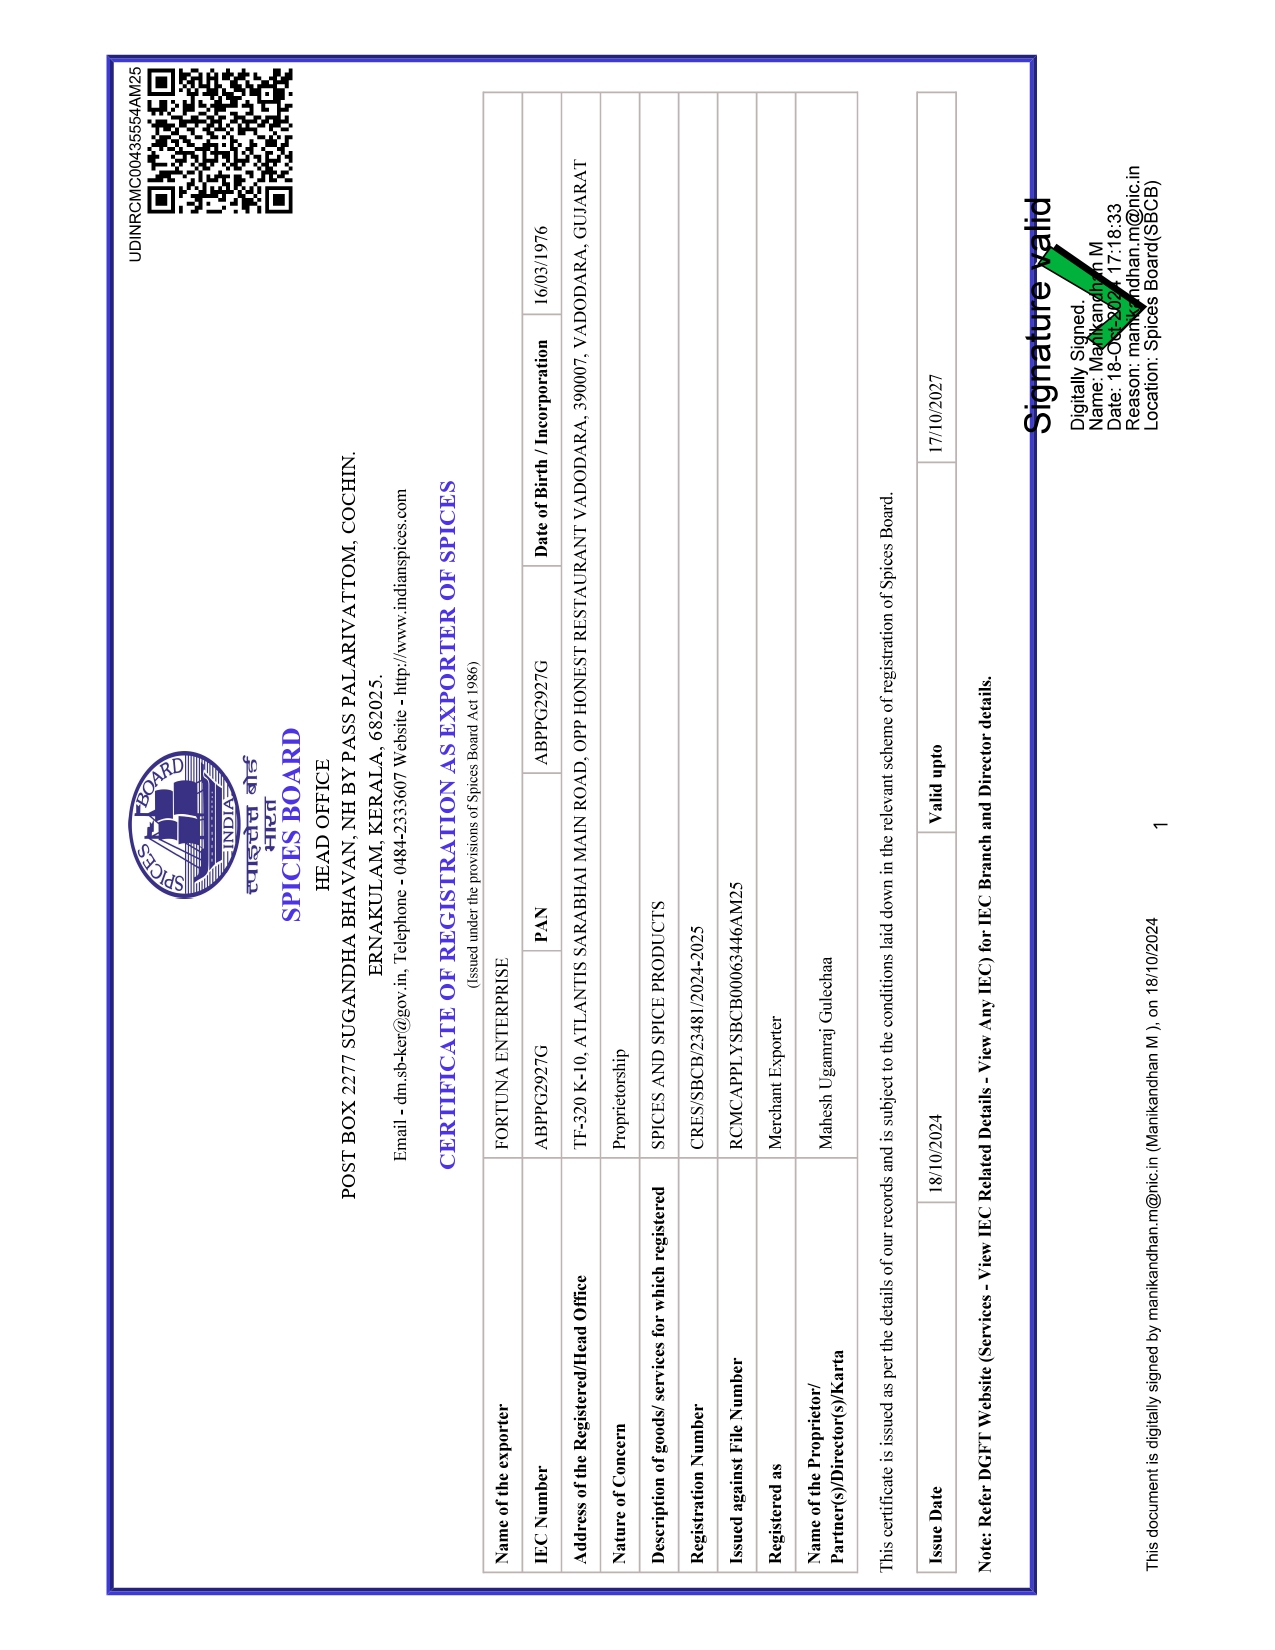 UDINRCMC00435554AM25
SPICES BOARD
INDIA
स्पाइसेस बोर्ड
भारत
SPICES BOARD
HEAD OFFICE
POST BOX 2277 SUGANDHA BHAVAN, NH BY PASS PALARIVATTOM, COCHIN.
ERNAKULAM, KERALA, 682025.
Email - dm.sb-ker@gov.in, Telephone - 0484-2333607 Website - http://www.indianspices.com
CERTIFICATE OF REGISTRATION AS EXPORTER OF SPICES
(Issued under the provisions of Spices Board Act 1986)
Name of the exporter FORTUNA ENTERPRISE
IEC Number ABPPG2927G PAN ABPPG2927G Date of Birth / Incorporation 16/03/1976
Address of the Registered/Head Office TF-320 K-10, ATLANTIS SARABHAI MAIN ROAD, OPP HONEST RESTAURANT VADODARA, 390007, VADODARA, GUJARAT
Nature of Concern Proprietorship
Description of goods/ services for which registered SPICES AND SPICE PRODUCTS
Registration Number CRES/SBCB/23481/2024-2025
Issued against File Number RCMCAPPLYSBCB00063446AM25
Registered as Merchant Exporter
Name of the Proprietor/
Partner(s)/Director(s)/Karta Mahesh Ugamraj Gulechaa
This certificate is issued as per the details of our records and is subject to the conditions laid down in the relevant scheme of registration of Spices Board.
Issue Date 18/10/2024 Valid upto 17/10/2027
Note: Refer DGFT Website (Services - View IEC Related Details - View Any IEC) for IEC Branch and Director details.
Signature valid
Digitally Signed.
Name: Manikandhan M
Date: 18-Oct-2024 17:18:33
Reason: manikandhan.m@nic.in
Location: Spices Board(SBCB)
This document is digitally signed by manikandhan.m@nic.in (Manikandhan M ), on 18/10/2024
1